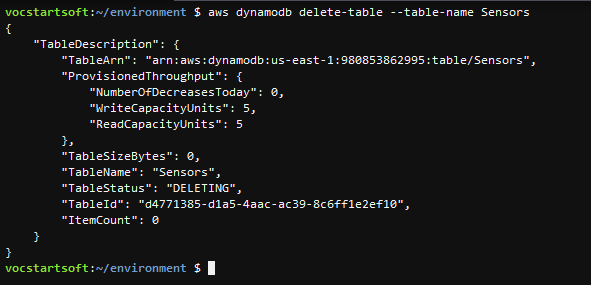 vocstartsoft:~/environment $ aws dynamodb delete-table --table-name Sensors
{
    "TableDescription": {
        "TableArn": "arn:aws:dynamodb:us-east-1:980853862995:table/Sensors",
        "ProvisionedThroughput": {
            "NumberOfDecreasesToday": 0,
            "WriteCapacityUnits": 5,
            "ReadCapacityUnits": 5
        },
        "TableSizeBytes": 0,
        "TableName": "Sensors",
        "TableStatus": "DELETING",
        "TableId": "d4771385-d1a5-4aac-ac39-8c6ff1e2ef10",
        "ItemCount": 0
    }
}
vocstartsoft:~/environment $